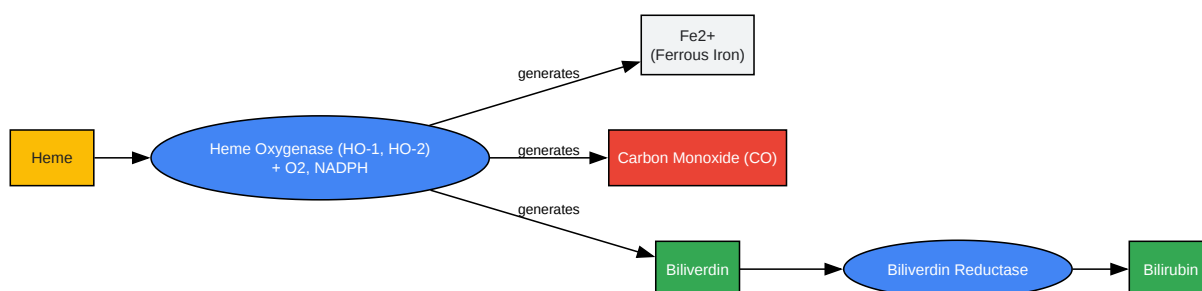 Fe2+
(Ferrous Iron)
generates
Heme
Heme Oxygenase (HO-1, HO-2)
+ O2, NADPH
generates
Carbon Monoxide (CO)
generates
Biliverdin
Biliverdin Reductase
Bilirubin